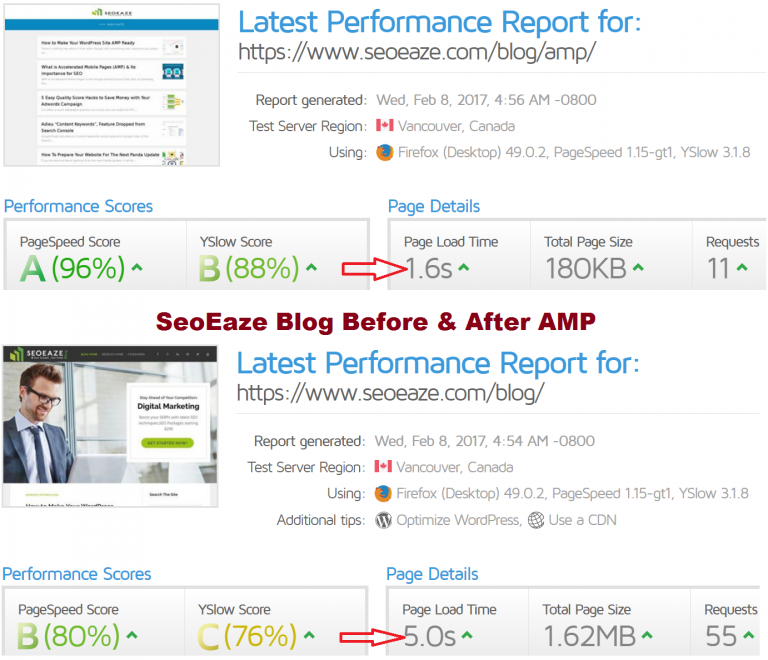 SEOEAZE
How to Make Your WordPress Site AMP Ready
What is Accelerated Mobile Pages (AMP) & Its
Importance for SEO
5 Easy Quality Score Hacks to Save Money with Your
Adwords Campaign
Adieu "Content Keywords", Feature Dropped from
Search Console
How To Prepare Your Website For The Next Panda Update
Latest Performance Report for:
https://www.seoeaze.com/blog/amp/
Report generated: Wed, Feb 8, 2017, 4:56 AM -0800
Test Server Region: Vancouver, Canada
Using: Firefox (Desktop) 49.0.2, PageSpeed 1.15-gt1, YSlow 3.1.8
Performance Scores
PageSpeed Score YSlow Score
A (96%) B (88%)
Page Details
Page Load Time Total Page Size Requests
1.6s 180KB 11
SeoEaze Blog Before & After AMP
SEOEAZE
Stay Ahead of Your Competition:
Digital Marketing
GET STARTED NOW!
Search The Site
How to Make Your WordPress
Latest Performance Report for:
https://www.seoeaze.com/blog/
Report generated: Wed, Feb 8, 2017, 4:54 AM -0800
Test Server Region: Vancouver, Canada
Using: Firefox (Desktop) 49.0.2, PageSpeed 1.15-gt1, YSlow 3.1.8
Additional tips: Optimize WordPress, Use a CDN
Performance Scores
PageSpeed Score YSlow Score
B (80%) C (76%)
Page Details
Page Load Time Total Page Size Requests
5.0s 1.62MB 55